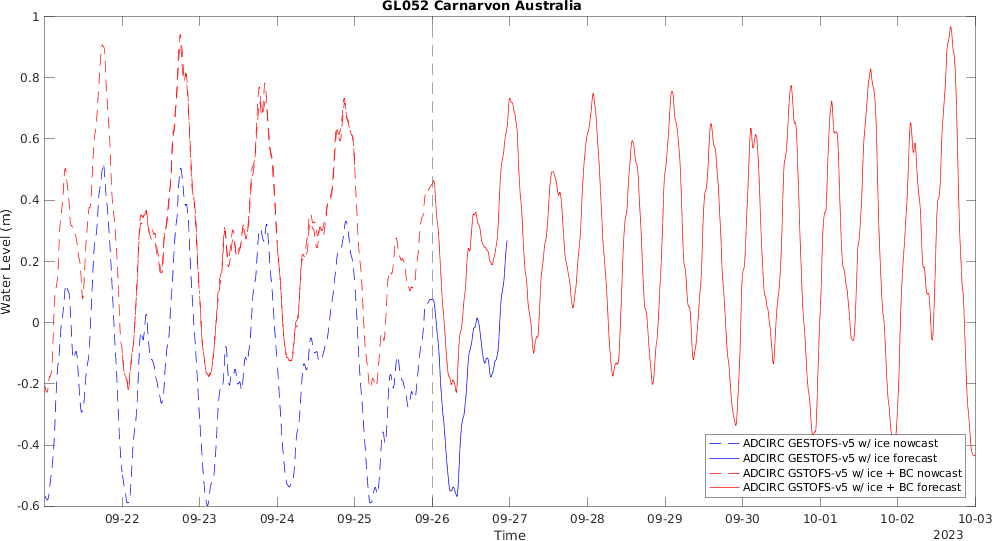 GL052 Carnarvon Australia
1
0.8
0.6
0.4
0.2
0
-0.2
-0.4
-0.6
Water Level (m)
ADCIRC GESTOFS-v5 w/ ice nowcast
ADCIRC GESTOFS-v5 w/ ice forecast
ADCIRC GSTOFS-v5 w/ ice + BC nowcast
ADCIRC GSTOFS-v5 w/ ice + BC forecast
09-22 09-23 09-24 09-25 09-26 09-27 09-28 09-29 09-30 10-01 10-02 10-03
Time 2023